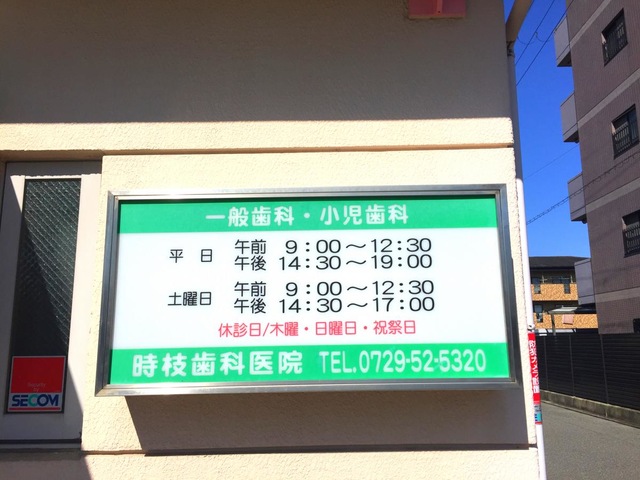 一般歯科・小児歯科
平日 午前 9:00〜12:30
午後 14:30〜19:00
土曜日 午前 9:00〜12:30
午後 14:30〜17:00
休診日/木曜・日曜日・祝祭日
時枝歯科医院 TEL.0729-52-5320
SECOM